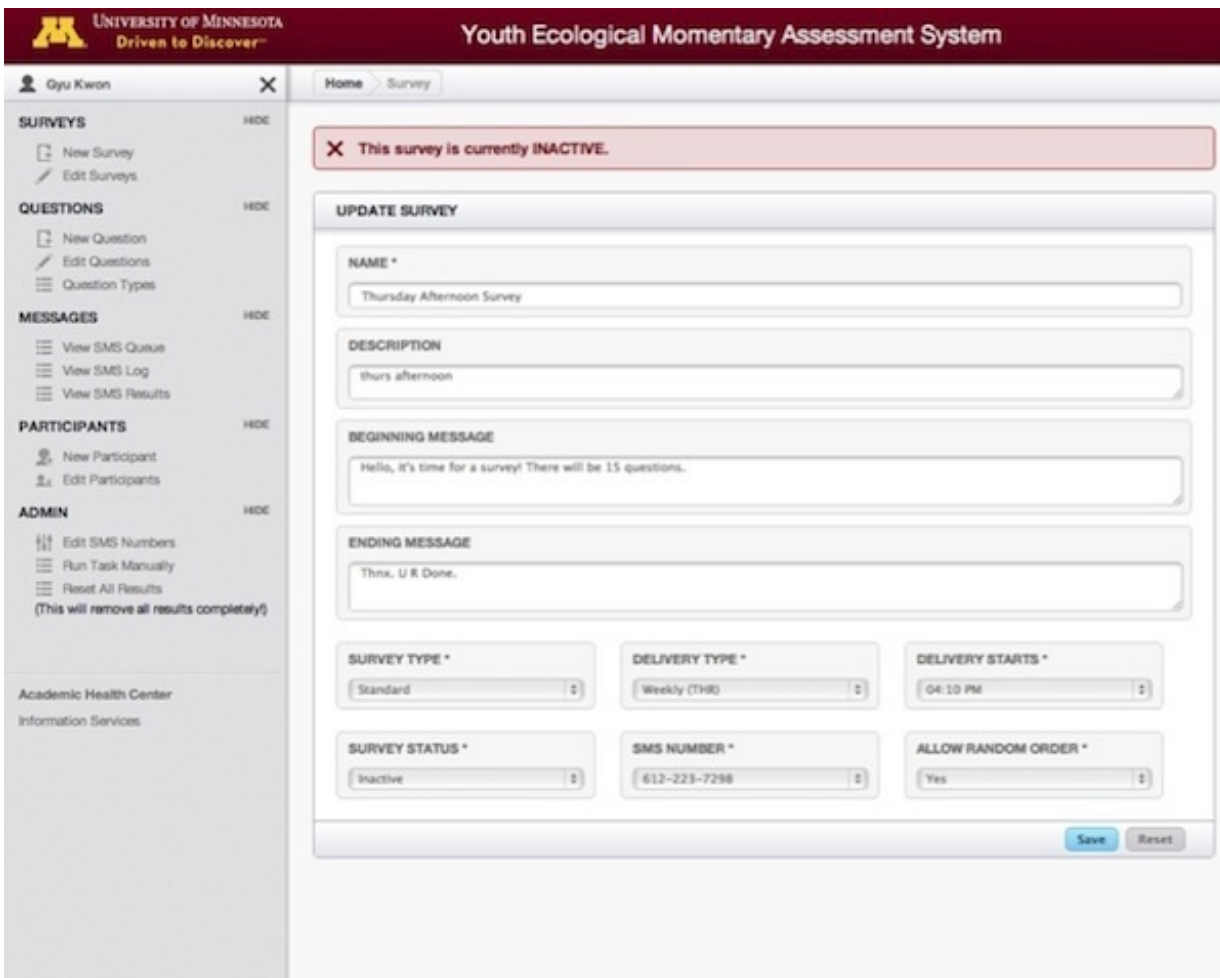 UNIVERSITY OF MINNESOTA
Driven to Discover℠
Youth Ecological Momentary Assessment System
Gyu Kwon
Home Survey
SURVEYS HIDE
New Survey
Edit Surveys
QUESTIONS HIDE
New Question
Edit Questions
Question Types
MESSAGES HIDE
View SMS Queue
View SMS Log
View SMS Results
PARTICIPANTS HIDE
New Participant
Edit Participants
ADMIN HIDE
Edit SMS Numbers
Run Task Manually
Reset All Results
(This will remove all results completely!)
Academic Health Center
Information Services
This survey is currently INACTIVE.
UPDATE SURVEY
NAME *
Thursday Afternoon Survey
DESCRIPTION
thurs afternoon
BEGINNING MESSAGE
Hello, it's time for a survey! There will be 15 questions.
ENDING MESSAGE
Thnx. U R Done.
SURVEY TYPE * DELIVERY TYPE * DELIVERY STARTS *
Standard Weekly (THR) 04:10 PM
SURVEY STATUS * SMS NUMBER * ALLOW RANDOM ORDER *
Inactive 612-223-7298 Yes
Save Reset